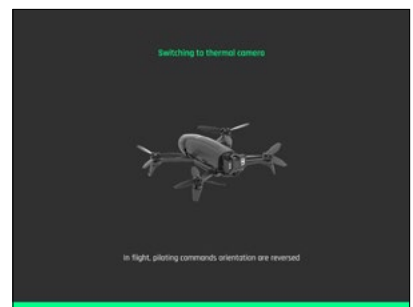 Switching to thermal camera
In flight, piloting commands orientation are reversed